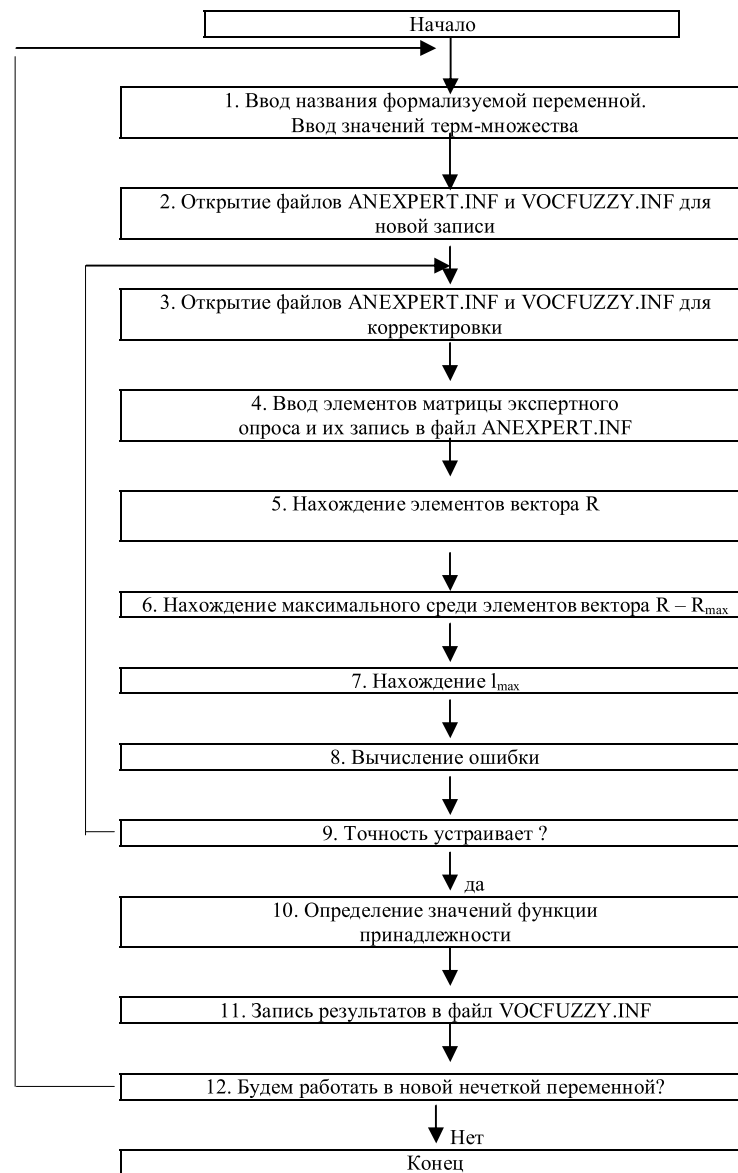 Начало
1. Ввод названия формализуемой переменной.
Ввод значений терм-множества
2. Открытие файлов ANEXPERT.INF и VOCFUZZY.INF для
новой записи
3. Открытие файлов ANEXPERT.INF и VOCFUZZY.INF для
корректировки
4. Ввод элементов матрицы экспертного
опроса и их запись в файл ANEXPERT.INF
5. Нахождение элементов вектора R
6. Нахождение максимального среди элементов вектора R – Rmax
7. Нахождение lmax
8. Вычисление ошибки
9. Точность устраивает ?
да
10. Определение значений функции
принадлежности
11. Запись результатов в файл VOCFUZZY.INF
12. Будем работать в новой нечеткой переменной?
Нет
Конец